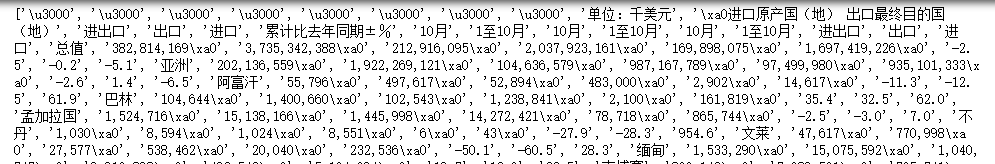 ['\u3000', '\u3000', '\u3000', '\u3000', '\u3000', '\u3000', '\u3000', '\u3000', '单位：千美元', '\xa0进口原产国（地） 出口最终目的国
（地）', '进出口', '出口', '进口', '累计比去年同期±%', '10月', '1至10月', '10月', '1至10月', '10月', '1至10月', '进出口', '出口', '进
口', '总值', '382,814,169\xa0', '3,735,342,388\xa0', '212,916,095\xa0', '2,037,923,161\xa0', '169,898,075\xa0', '1,697,419,226\xa0', '-2.
5', '-0.2', '-5.1', '亚洲', '202,136,559\xa0', '1,922,269,121\xa0', '104,636,579\xa0', '987,167,789\xa0', '97,499,980\xa0', '935,101,333\x
a0', '-2.6', '1.4', '-6.5', '阿富汗', '55,796\xa0', '497,617\xa0', '52,894\xa0', '483,000\xa0', '2,902\xa0', '14,617\xa0', '-11.3', '-12.
5', '61.9', '巴林', '104,644\xa0', '1,400,660\xa0', '102,543\xa0', '1,238,841\xa0', '2,100\xa0', '161,819\xa0', '35.4', '32.5', '62.0',
'孟加拉国', '1,524,716\xa0', '15,138,166\xa0', '1,445,998\xa0', '14,272,421\xa0', '78,718\xa0', '865,744\xa0', '-2.5', '-3.0', '7.0', '不
丹', '1,030\xa0', '8,594\xa0', '1,024\xa0', '8,551\xa0', '6\xa0', '43\xa0', '-27.9', '-28.3', '954.6', '文莱', '47,617\xa0', '770,998\xa
0', '27,577\xa0', '538,462\xa0', '20,040\xa0', '232,536\xa0', '-50.1', '-60.5', '28.3', '缅甸', '1,533,290\xa0', '15,075,592\xa0', '1,040,